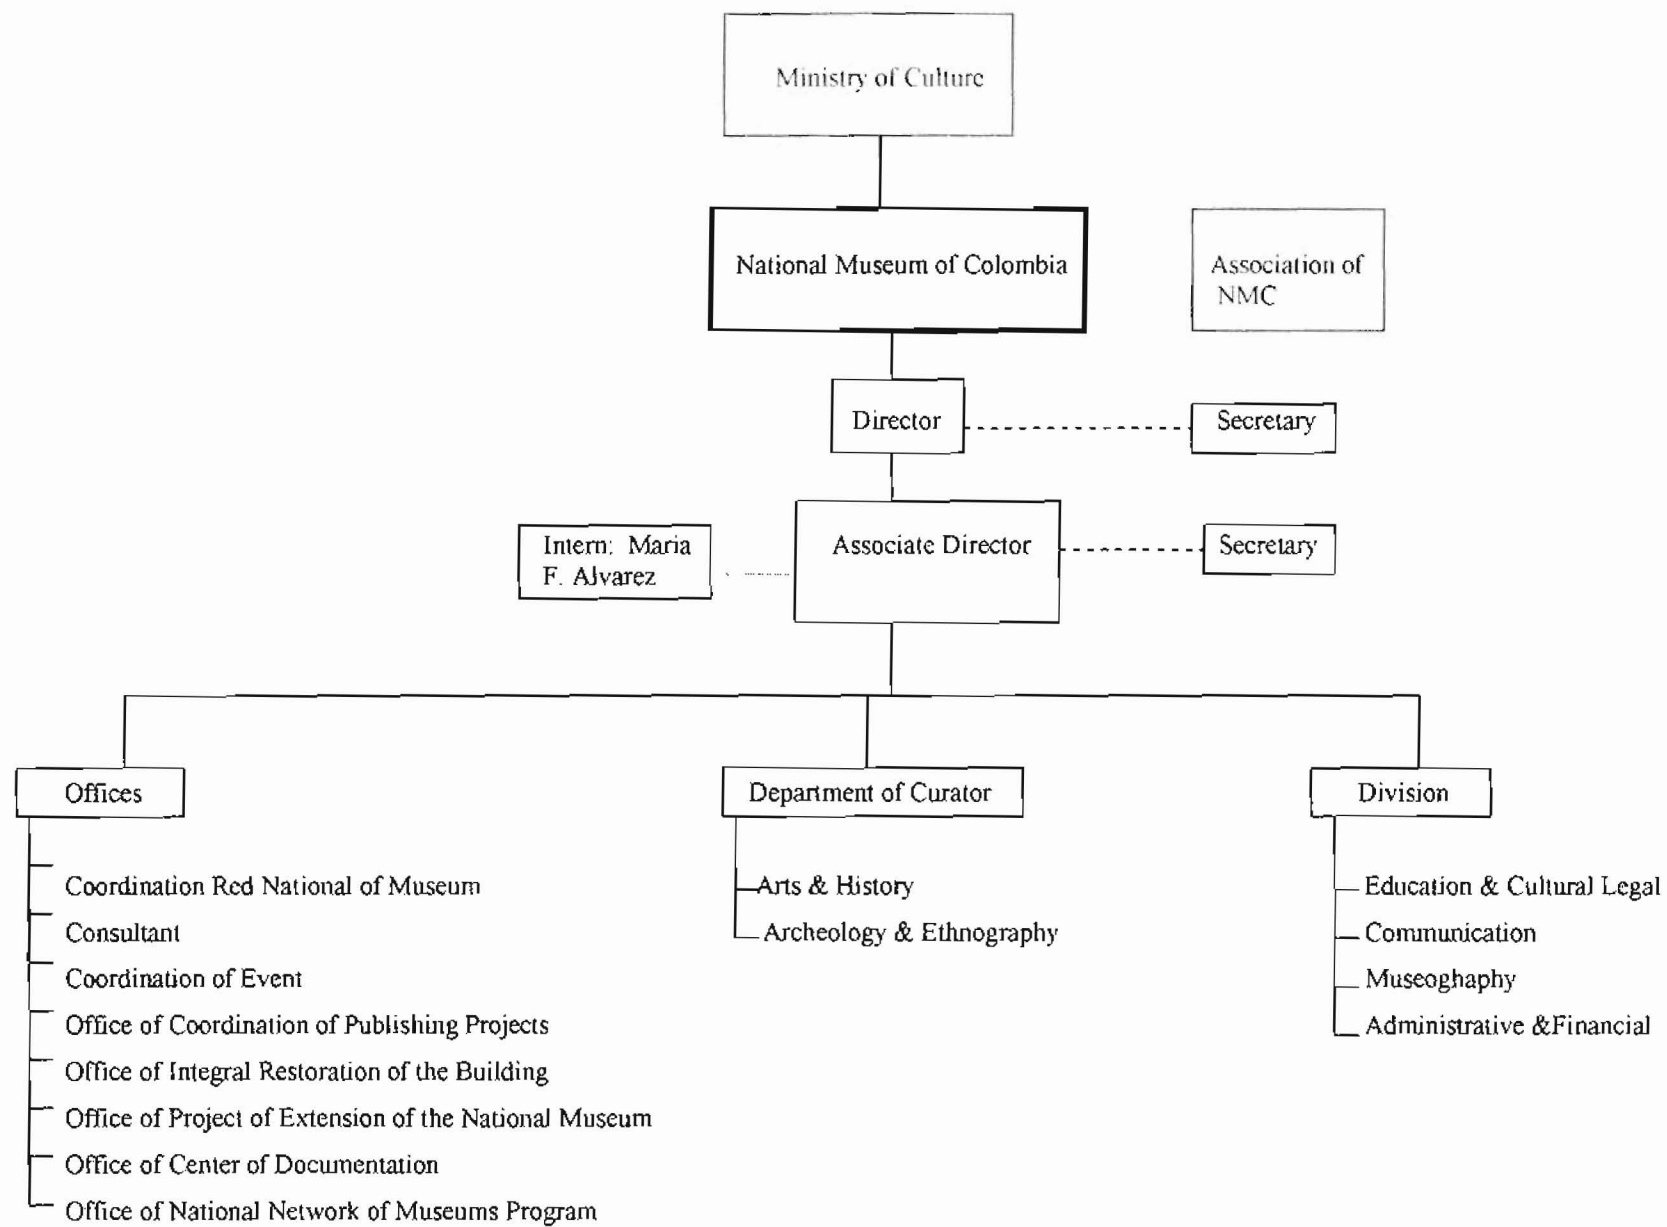 Ministry of Culture
National Museum of Colombia
Association of
NMC
Director
Secretary
Intern: Maria
F. Alvarez
Associate Director
Secretary
Offices
Coordination Red National of Museum
Consultant
Coordination of Event
Office of Coordination of Publishing Projects
Office of Integral Restoration of the Building
Office of Project of Extension of the National Museum
Office of Center of Documentation
Office of National Network of Museums Program
Department of Curator
Arts & History
Archeology & Ethnography
Division
Education & Cultural Legal
Communication
Museoghaphy
Administrative &Financial